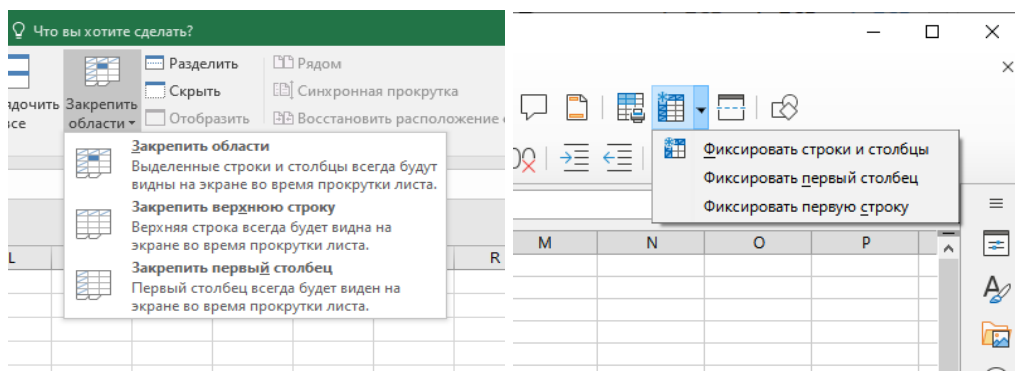 Что вы хотите сделать?
Разделить
Рядом
Скрыть
Синхронная прокрутка
Закрепить
области
Отобразить
Восстановить расположение
Закрепить области
Выделенные строки и столбцы всегда будут
видны на экране во время прокрутки листа.
Закрепить верхнюю строку
Верхняя строка всегда будет видна на
экране во время прокрутки листа.
Закрепить первый столбец
Первый столбец всегда будет виден на
экране во время прокрутки листа.
L
R
Фиксировать строки и столбцы
Фиксировать первый столбец
Фиксировать первую строку
M N O P